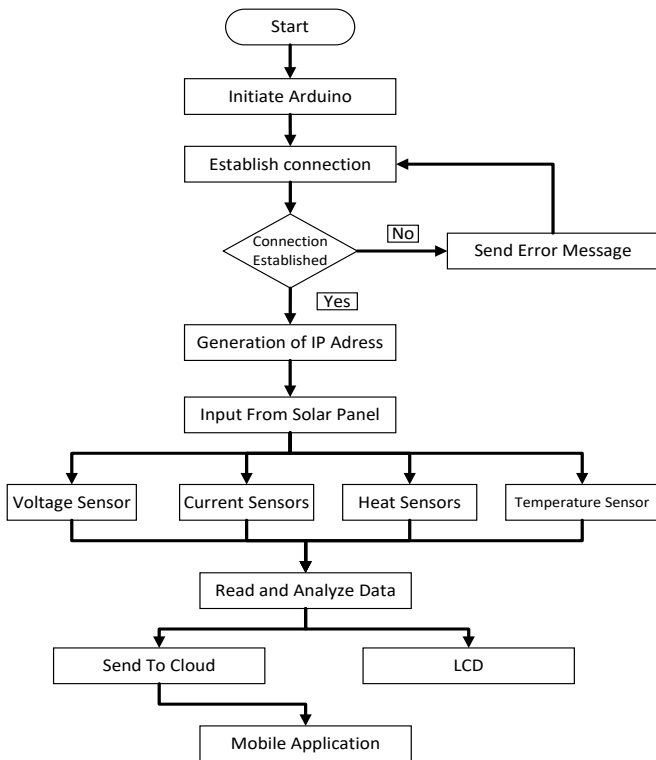 Start
Initiate Arduino
Establish connection
Connection
Established
No
Send Error Message
Yes
Generation of IP Adress
Input From Solar Panel
Voltage Sensor
Current Sensors
Heat Sensors
Temperature Sensor
Read and Analyze Data
Send To Cloud
LCD
Mobile Application